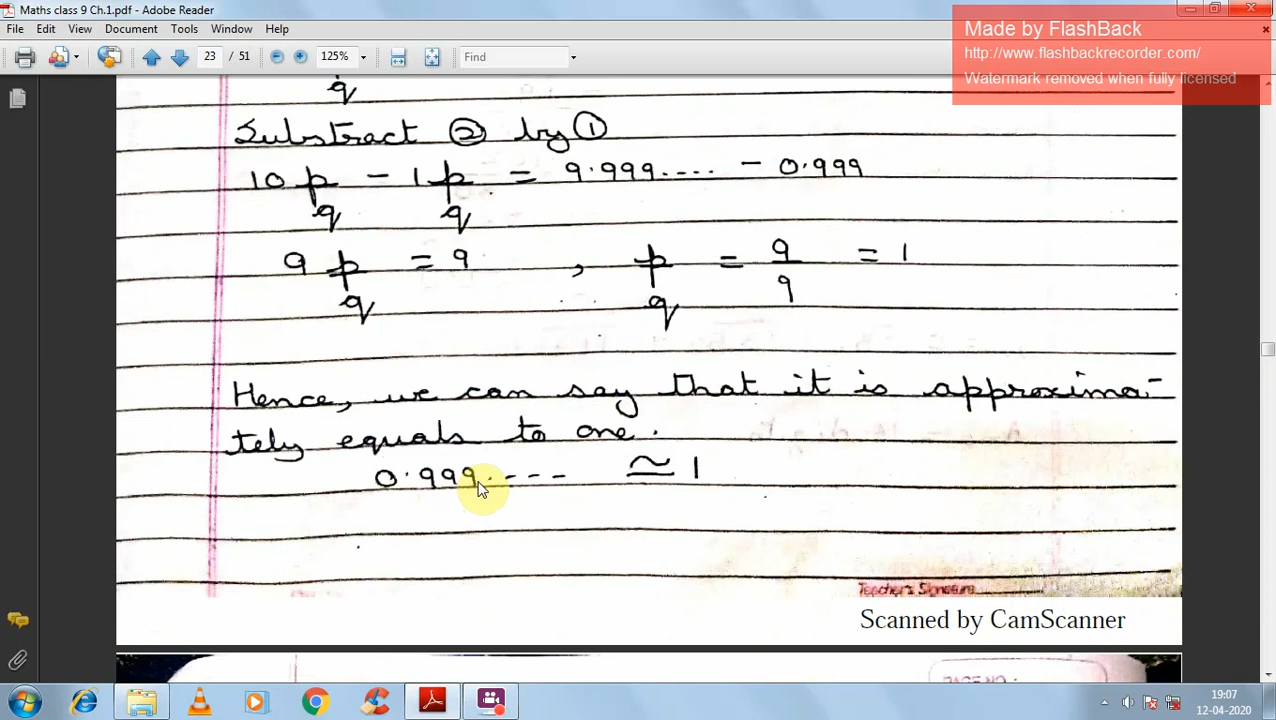 Maths class 9 Ch.1.pdf - Adobe Reader
File Edit View Document Tools Window Help
23 / 51 125% Find
Made by FlashBack
http://www.flashbackrecorder.com/
Watermark removed when fully licensed
q
Substract ② by ①
10 p/q - 1 p/q = 9.999.... - 0.999
9 p/q = 9 , p/q = 9/9 = 1
Hence, we can say that it is approxima-
tely equals to one.
0.999.--- ≃ 1
Teacher's Signature
Scanned by CamScanner
PAGE NO.:
19:07
12-04-2020